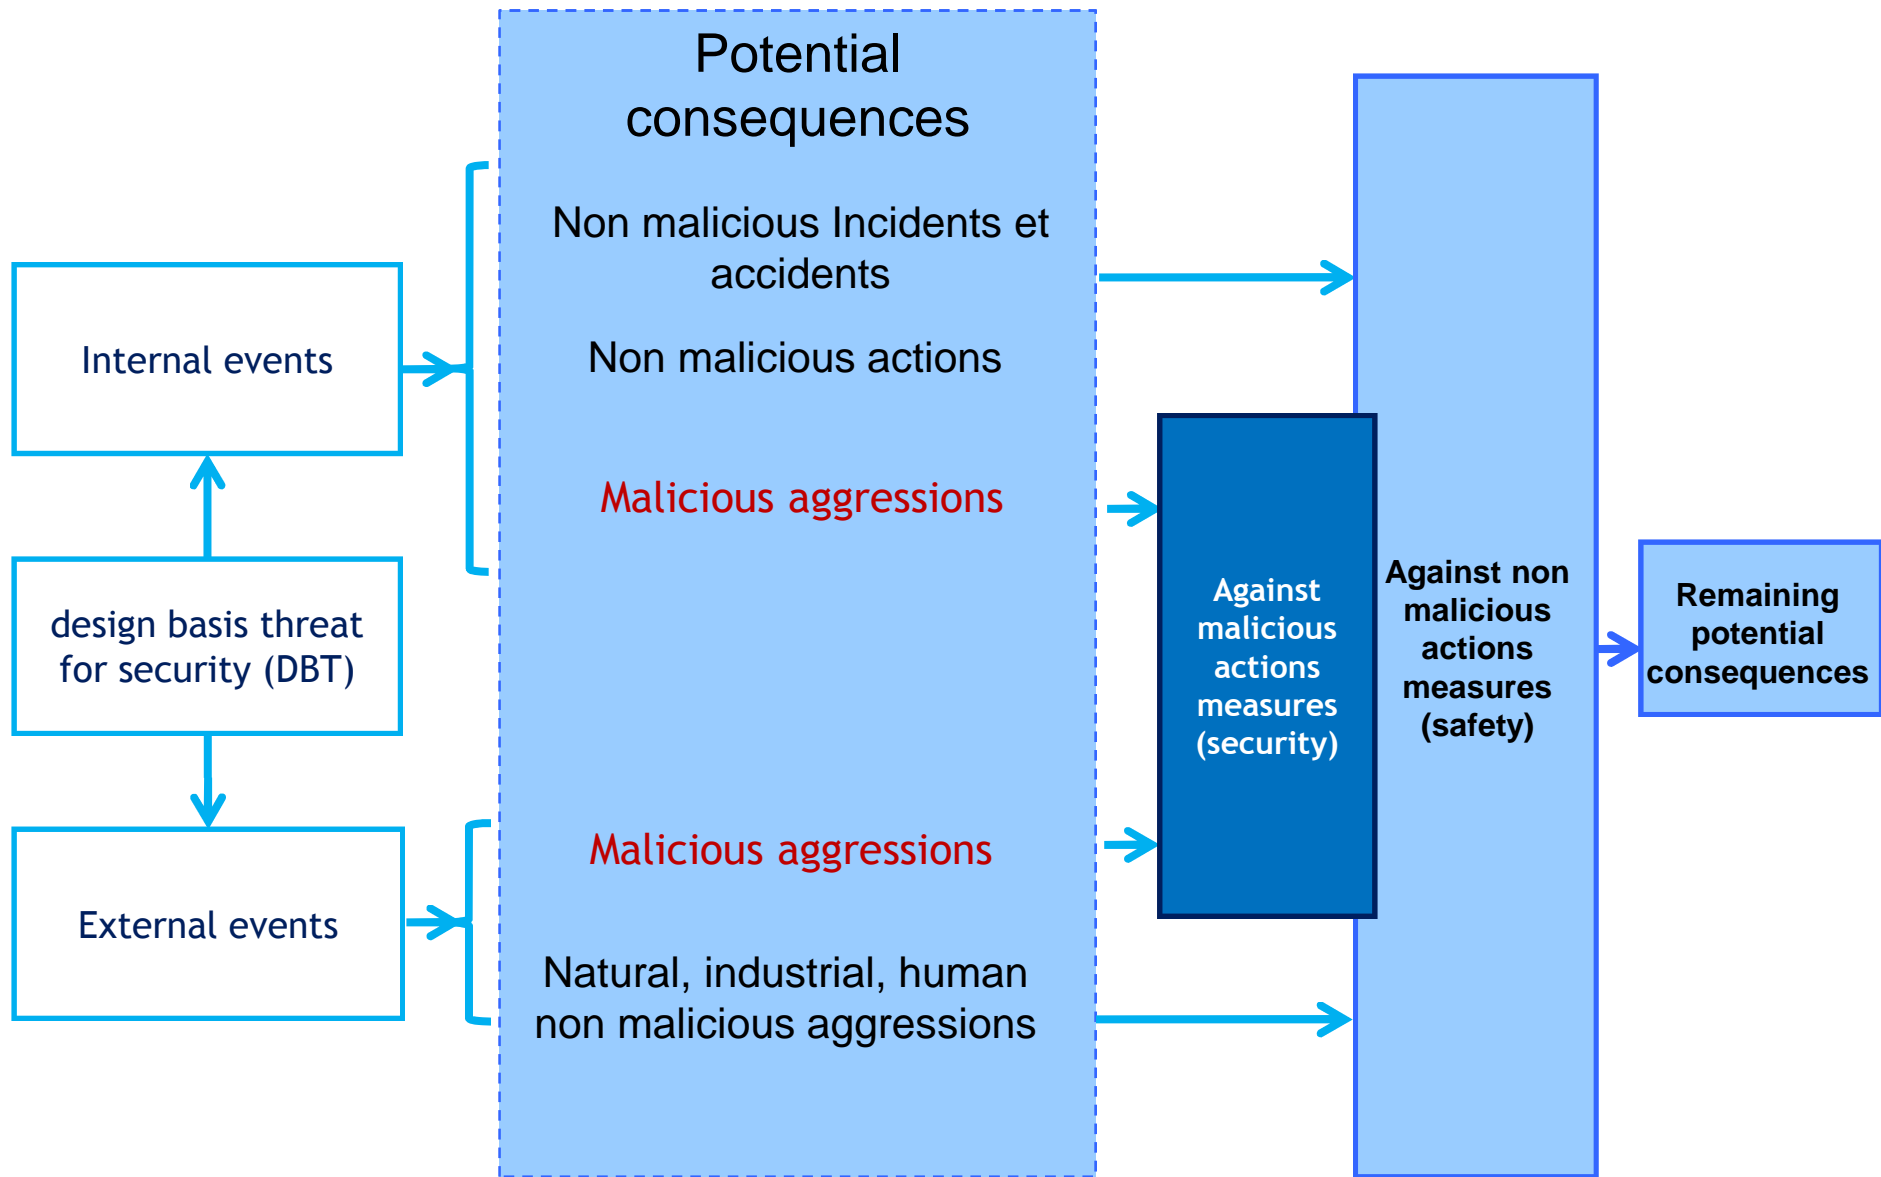 Potential
consequences
Non malicious Incidents et
accidents
Internal events
Non malicious actions
Malicious aggressions
design basis threat
for security (DBT)
Against
malicious
actions
measures
(security)
Against non
malicious
actions
measures
(safety)
Remaining
potential
consequences
Malicious aggressions
External events
Natural, industrial, human
non malicious aggressions